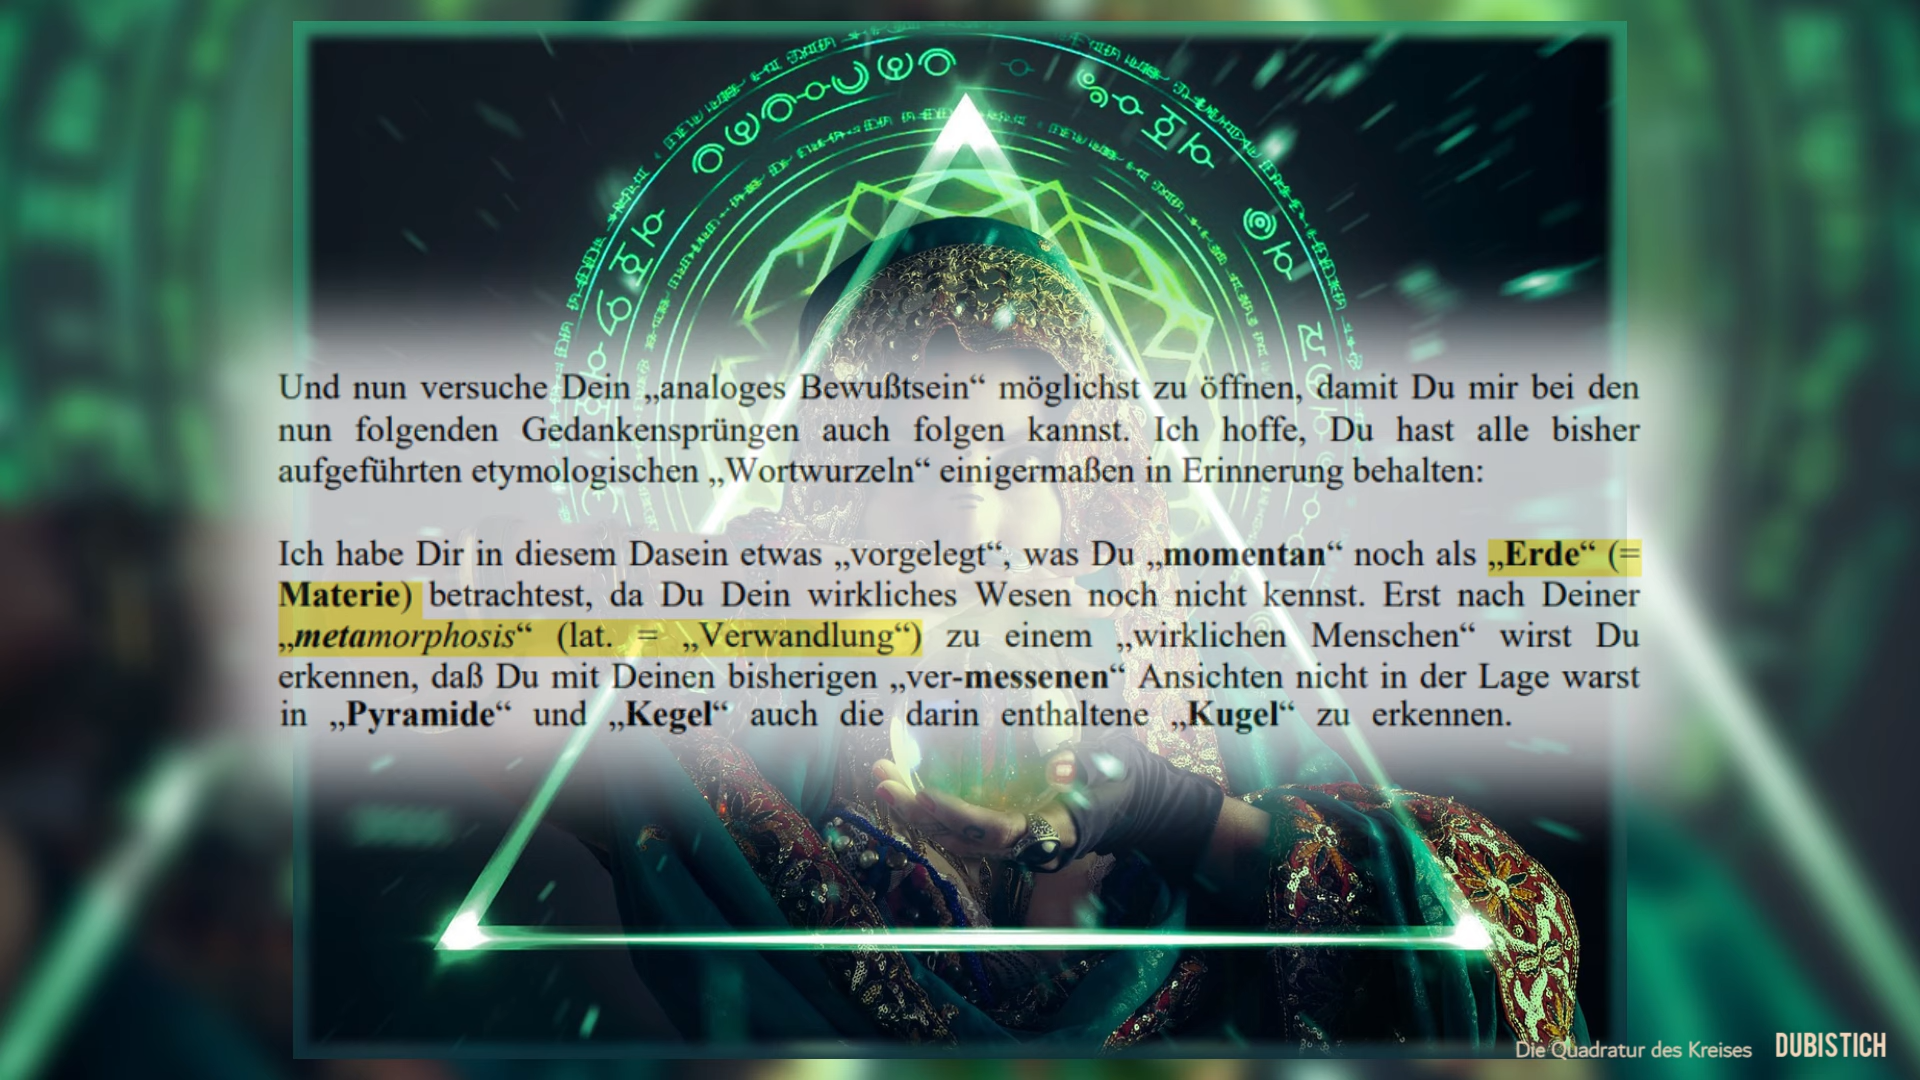 Und nun versuche Dein „analoges Bewußtsein“ möglichst zu öffnen, damit Du mir bei den
nun folgenden Gedankensprüngen auch folgen kannst. Ich hoffe, Du hast alle bisher
aufgeführten etymologischen „Wortwurzeln“ einigermaßen in Erinnerung behalten:
Ich habe Dir in diesem Dasein etwas „vorgelegt“, was Du „momentan“ noch als „Erde“ (=
Materie) betrachtest, da Du Dein wirkliches Wesen noch nicht kennst. Erst nach Deiner
„metamorphosis“ (lat. = „Verwandlung“) zu einem „wirklichen Menschen“ wirst Du
erkennen, daß Du mit Deinen bisherigen „ver-messenen“ Ansichten nicht in der Lage warst
in „Pyramide“ und „Kegel“ auch die darin enthaltene „Kugel“ zu erkennen.
Die Quadratur des Kreises DUBISTICH